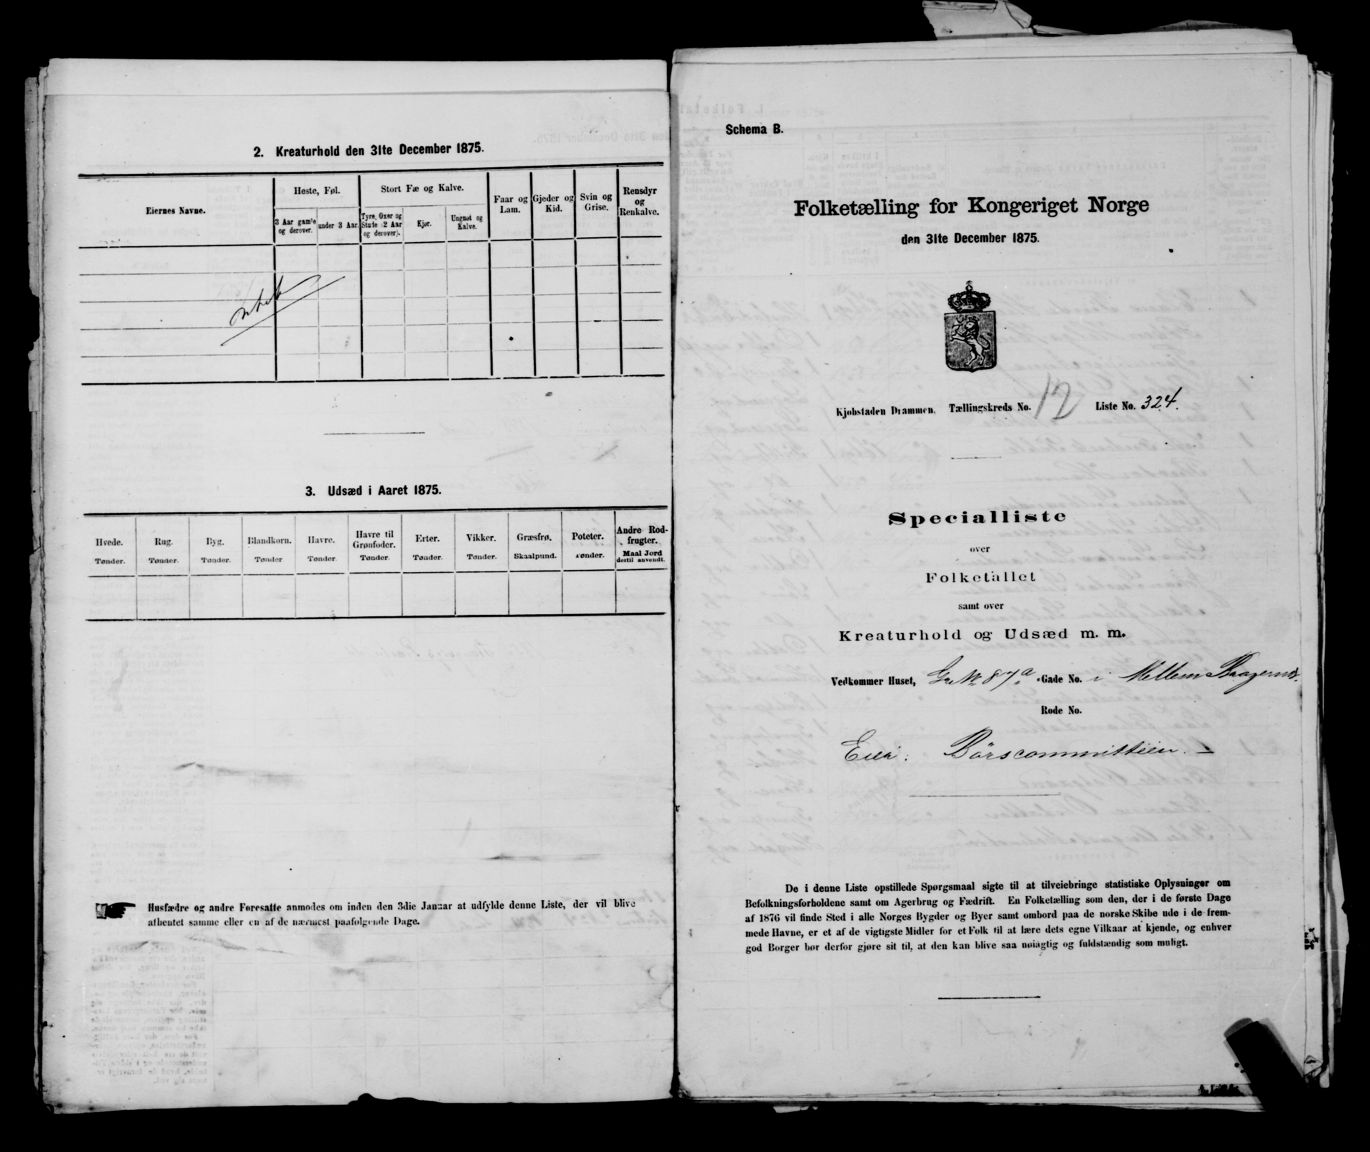 2. Kreaturhold den 31te December 1875.
Eiernes Navne.
Heste, Føl.
Stort Fæ og Kalve.
Faar og Lam.
Gjeder og Kid.
Svin og Grise.
Rensdyr og Renkalve.
3 Aar gamle og derover.
under 3 Aar.
Tyre, Oxer og Stute (2 Aar og derover).
Kjør.
Ungnøt og Kalve.
3. Udsæd i Aaret 1875.
Hvede. Rug. Byg. Blandkorn. Havre. Havre til Grønfoder. Erter. Vikker. Græsfrø. Poteter. Andre Rodfrugter.
Tønder. Tønder. Tønder. Tønder Tønder. Tønder. Tønder. Tønder. Skaalpund. Tønder. Maal Jord dertil anvendt.
Husfædre og andre Foresatte anmodes om inden den 3die Januar at udfylde denne Liste, der vil blive
afhentet samme eller en af de nærmest paafølgende Dage.
Schema B.
Folketælling for Kongeriget Norge
den 31te December 1875.
Kjøbstaden Drammen, Tællingskreds No. 12 Liste No. 324.
Specialliste
over
Folketallet
samt over
Kreaturhold og Udsæd m. m.
Vedkommer Huset, Gr № 87a Gade No. i Mellem Bragernes
Rode No.
Eier: Börscommitteen.
De i denne Liste opstillede Spørgsmaal sigte til at tilveiebringe statistiske Oplysninger om
Befolkningsforholdene samt om Agerbrug og Fædrift. En Folketælling som den, der i de første Dage
af 1876 vil finde Sted i alle Norges Bygder og Byer samt ombord paa de norske Skibe ude i de frem-
mede Havne, er et af de vigtigste Midler for et Folk til at lære dets egne Vilkaar at kjende, og enhver
god Borger bør derfor gjøre sit til, at den kan blive saa nøiagtig og fuldstændig som muligt.